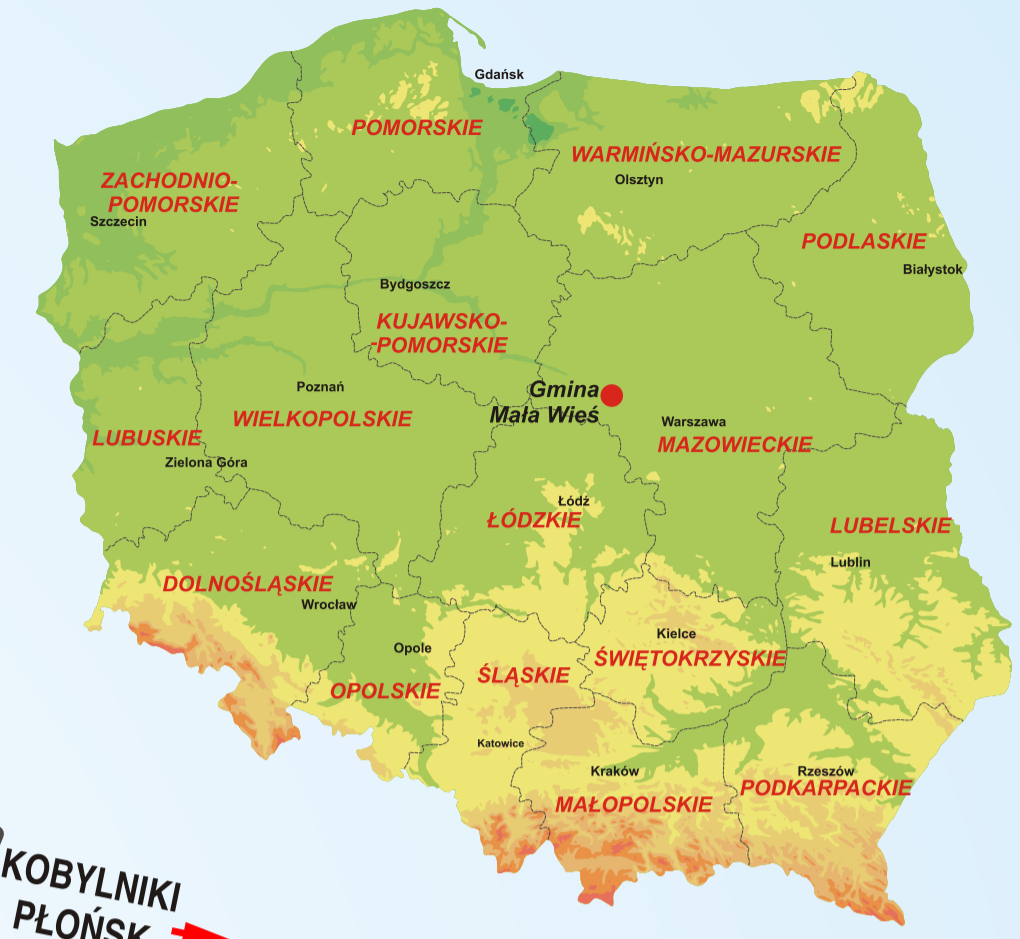 Gdańsk
POMORSKIE
WARMIŃSKO-MAZURSKIE
Olsztyn
ZACHODNIO-
POMORSKIE
Szczecin
PODLASKIE
Białystok
Bydgoszcz
KUJAWSKO-
-POMORSKIE
Poznań
WIELKOPOLSKIE
Gmina
Mała Wieś
Warszawa
MAZOWIECKIE
LUBUSKIE
Zielona Góra
Łódź
ŁÓDZKIE
LUBELSKIE
Lublin
DOLNOŚLĄSKIE
Wrocław
Opole
OPOLSKIE
ŚLĄSKIE
Katowice
Kielce
ŚWIĘTOKRZYSKIE
Kraków
MAŁOPOLSKIE
Rzeszów
PODKARPACKIE
KOBYLNIKI
PŁOŃSK